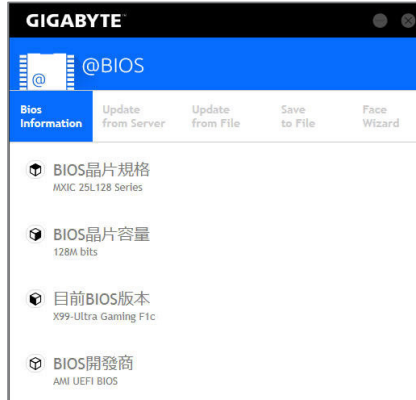 GIGABYTE™
@BIOS
Bios Information
Update from Server
Update from File
Save to File
Face Wizard
BIOS晶片規格
MXIC 25L128 Series
BIOS晶片容量
128M bits
目前BIOS版本
X99-Ultra Gaming F1c
BIOS開發商
AMI UEFI BIOS